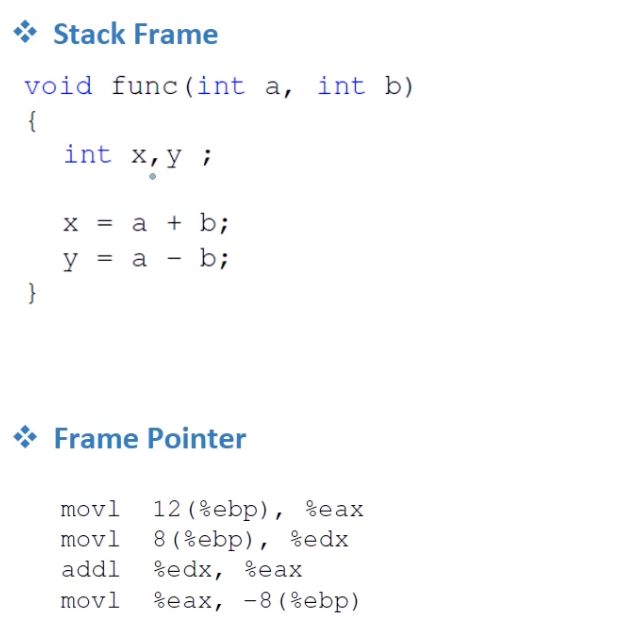 Stack Frame
void func(int a, int b)
{
int x,y ;
x = a + b;
y = a - b;
}
Frame Pointer
movl 12(%ebp), %eax
movl 8(%ebp), %edx
addl %edx, %eax
movl %eax, -8(%ebp)